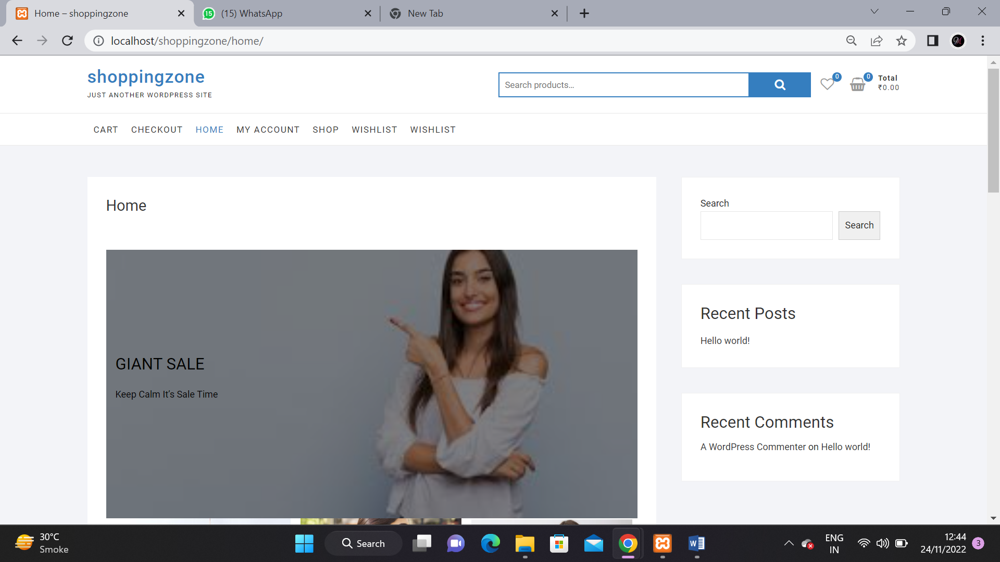 Home – shoppingzone
(15) WhatsApp
New Tab
localhost/shoppingzone/home/
shoppingzone
JUST ANOTHER WORDPRESS SITE
Search products...
0
0
Total
₹0.00
CART CHECKOUT HOME MY ACCOUNT SHOP WISHLIST WISHLIST
Home
GIANT SALE
Keep Calm It's Sale Time
Search
Search
Recent Posts
Hello world!
Recent Comments
A WordPress Commenter on Hello world!
30°C
Smoke
Search
ENG
IN
12:44
24/11/2022
3